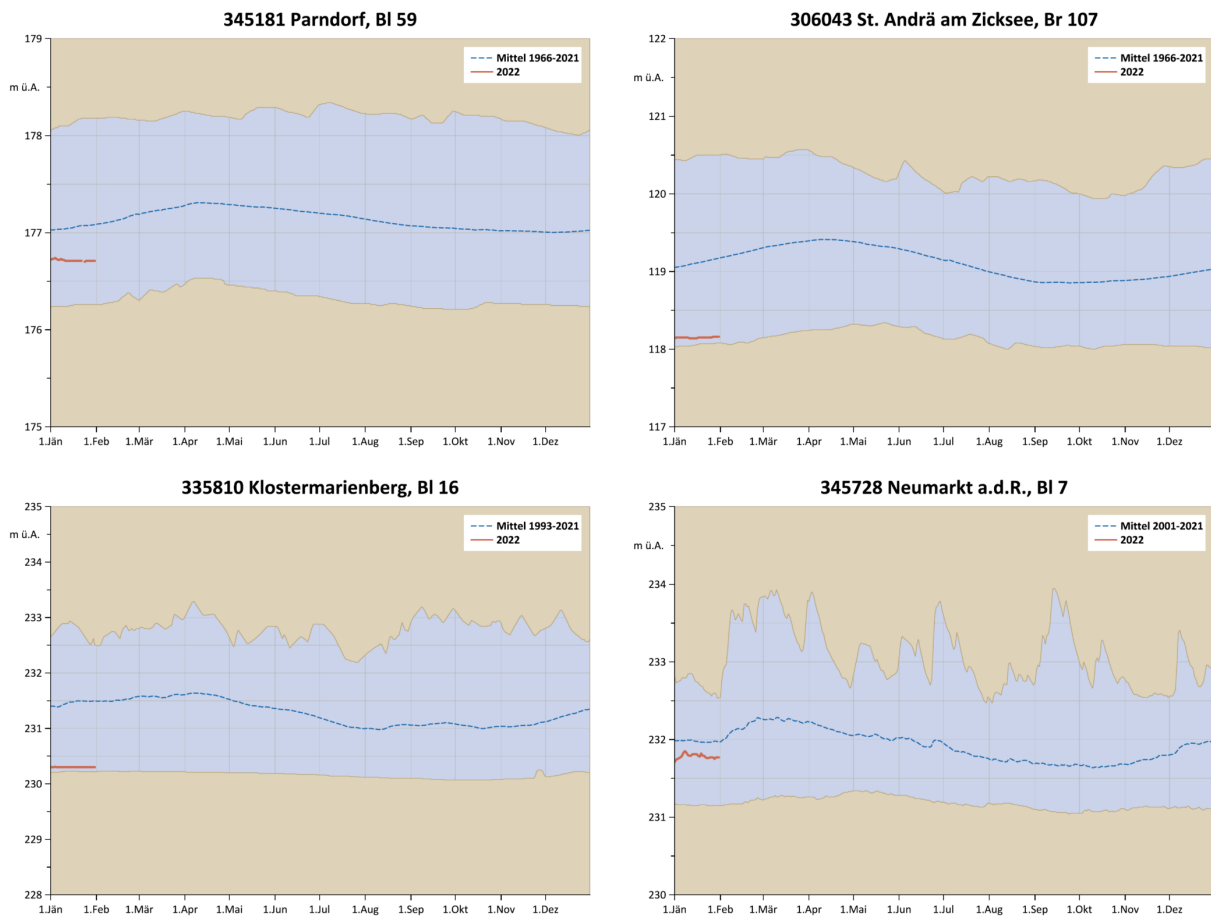 345181 Parndorf, Bl 59
179
m ü.A.
178
177
176
175
1.Jän 1.Feb 1.Mär 1.Apr 1.Mai 1.Jun 1.Jul 1.Aug 1.Sep 1.Okt 1.Nov 1.Dez
Mittel 1966-2021
2022
306043 St. Andrä am Zicksee, Br 107
122
m ü.A.
121
120
119
118
117
1.Jän 1.Feb 1.Mär 1.Apr 1.Mai 1.Jun 1.Jul 1.Aug 1.Sep 1.Okt 1.Nov 1.Dez
Mittel 1966-2021
2022
335810 Klostermarienberg, Bl 16
235
m ü.A.
234
233
232
231
230
229
228
1.Jän 1.Feb 1.Mär 1.Apr 1.Mai 1.Jun 1.Jul 1.Aug 1.Sep 1.Okt 1.Nov 1.Dez
Mittel 1993-2021
2022
345728 Neumarkt a.d.R., Bl 7
235
m ü.A.
234
233
232
231
230
1.Jän 1.Feb 1.Mär 1.Apr 1.Mai 1.Jun 1.Jul 1.Aug 1.Sep 1.Okt 1.Nov 1.Dez
Mittel 2001-2021
2022